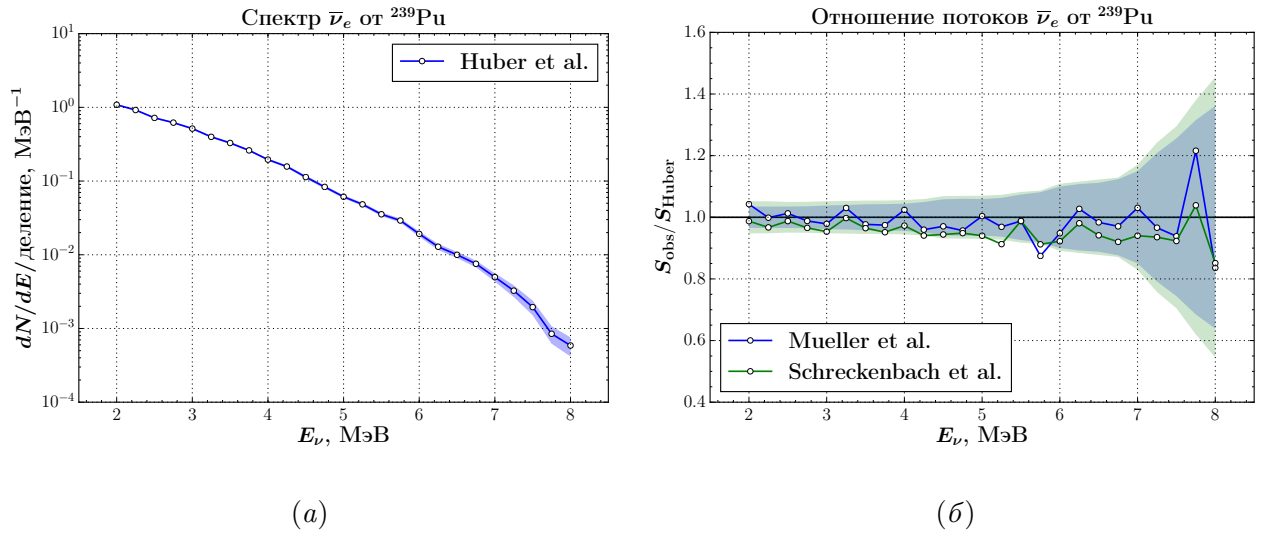 Спектр ν̅ₑ от ²³⁹Pu
Huber et al.
dN/dE/деление, МэВ⁻¹
10¹
10⁰
10⁻¹
10⁻²
10⁻³
10⁻⁴
2 3 4 5 6 7 8
Eν, МэВ
(а)
Отношение потоков ν̅ₑ от ²³⁹Pu
S_obs/S_Huber
1.6
1.4
1.2
1.0
0.8
0.6
0.4
Mueller et al.
Schreckenbach et al.
2 3 4 5 6 7 8
Eν, МэВ
(б)